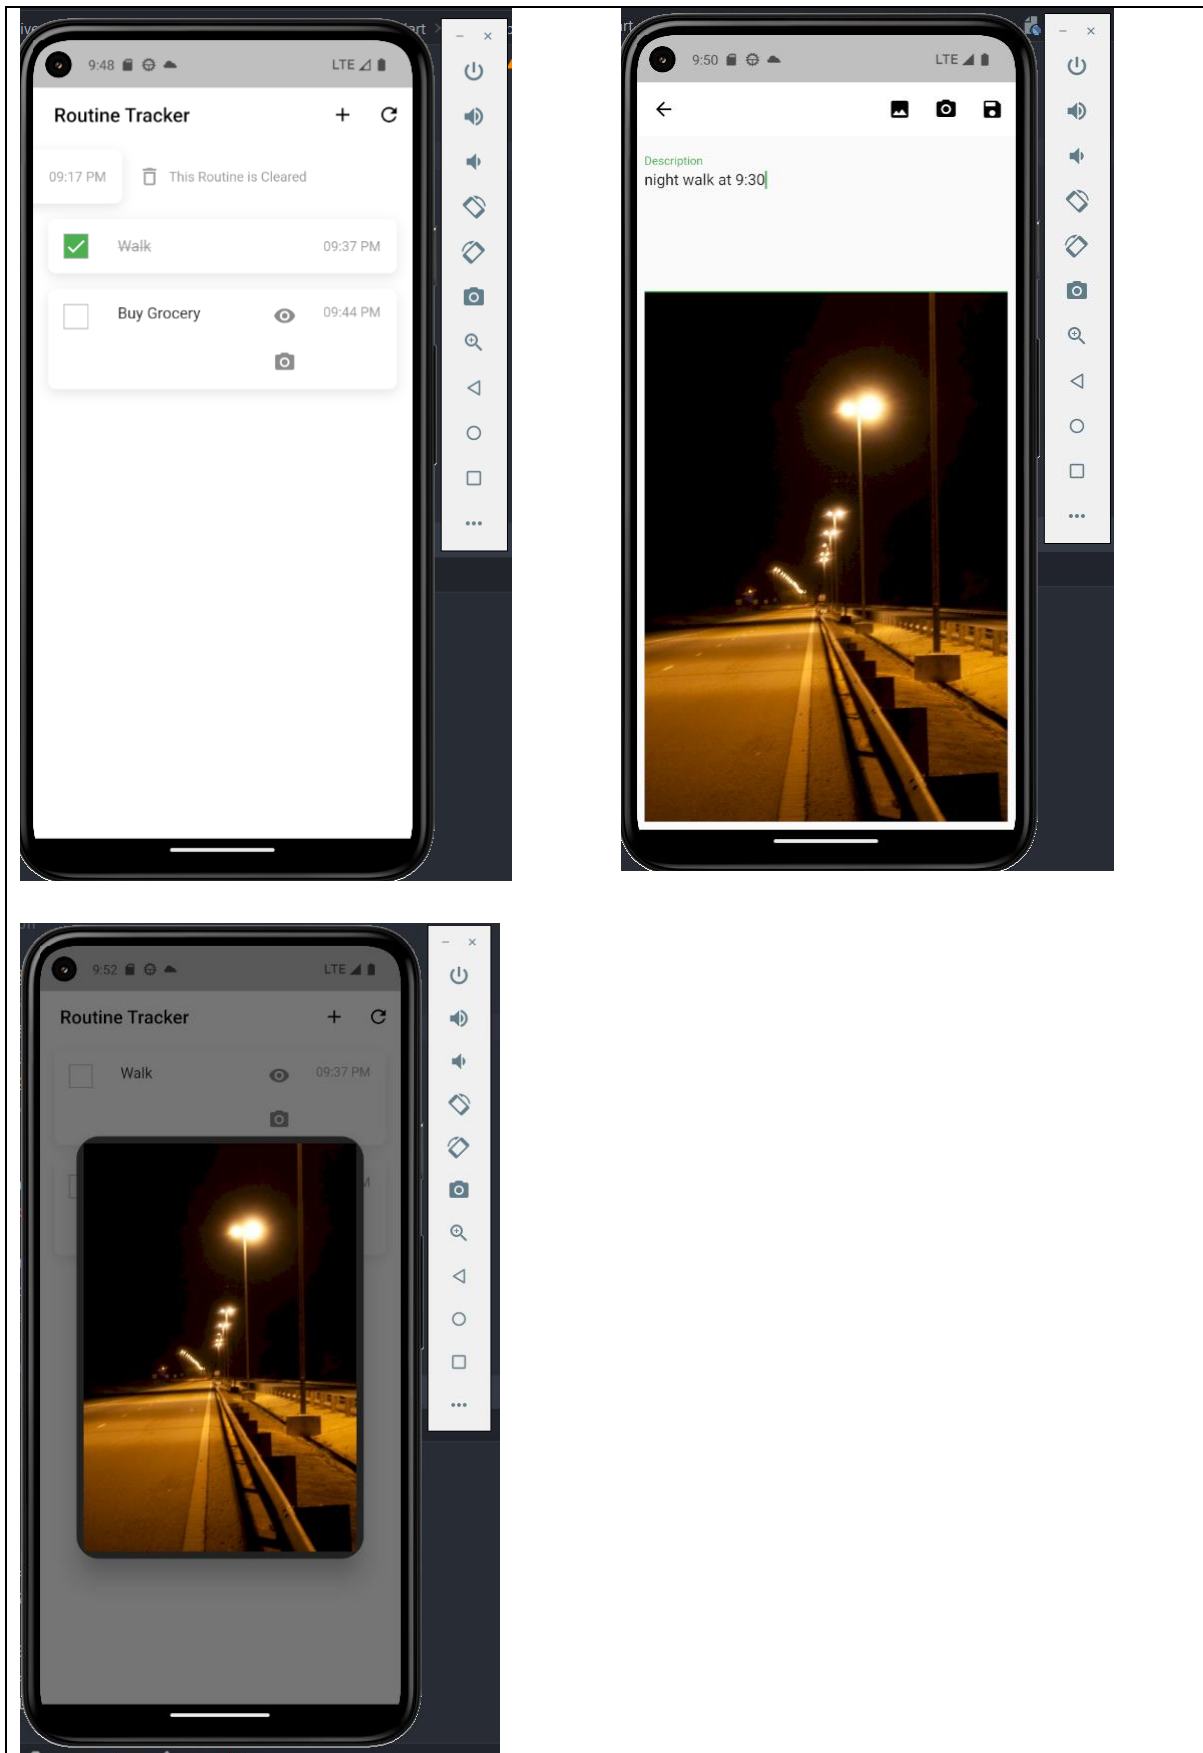 art
9:48
LTE
Routine Tracker
09:17 PM
This Routine is Cleared
Walk
09:37 PM
Buy Grocery
09:44 PM
9:50
LTE
Description
night walk at 9:30
9:52
LTE
Routine Tracker
Walk
09:37 PM